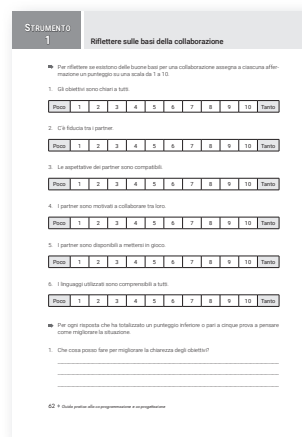 STRUMENTO
1
Riflettere sulle basi della collaborazione
Per riflettere se esistono delle buone basi per una collaborazione assegna a ciascuna affer-
mazione un punteggio su una scala da 1 a 10.
1. Gli obiettivi sono chiari a tutti.
Poco 1 2 3 4 5 6 7 8 9 10 Tanto
2. C'è fiducia tra i partner.
Poco 1 2 3 4 5 6 7 8 9 10 Tanto
3. Le aspettative dei partner sono compatibili.
Poco 1 2 3 4 5 6 7 8 9 10 Tanto
4. I partner sono motivati a collaborare tra loro.
Poco 1 2 3 4 5 6 7 8 9 10 Tanto
5. I partner sono disponibili a mettersi in gioco.
Poco 1 2 3 4 5 6 7 8 9 10 Tanto
6. I linguaggi utilizzati sono comprensibili a tutti.
Poco 1 2 3 4 5 6 7 8 9 10 Tanto
Per ogni risposta che ha totalizzato un punteggio inferiore o pari a cinque prova a pensare
come migliorare la situazione.
1. Che cosa posso fare per migliorare la chiarezza degli obiettivi?
62 + Guida pratica alla co-programmazione e co-progettazione